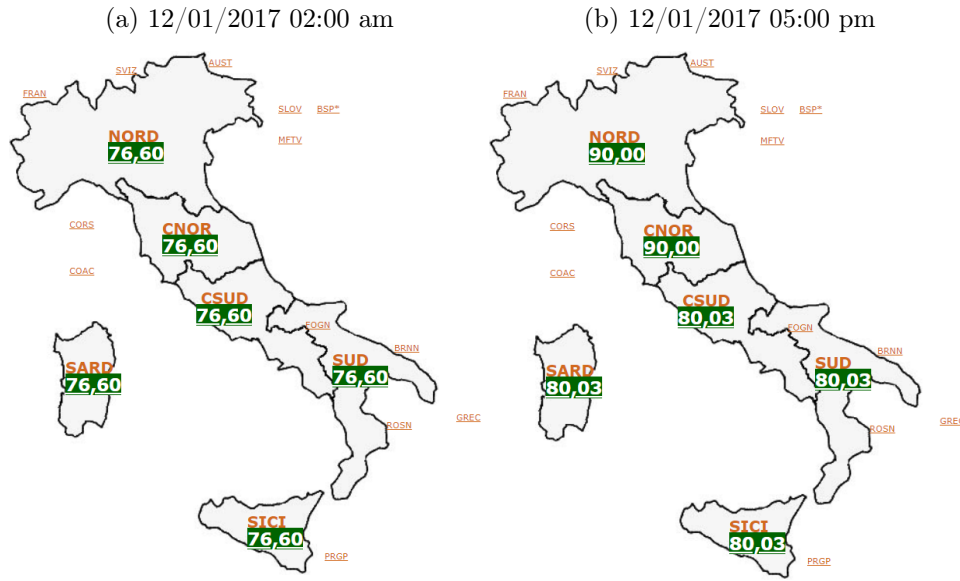 (a) 12/01/2017 02:00 am
AUST
SVIZ
FRAN
SLOV BSP*
MFTV
NORD
76,60
CORS
CNOR
76,60
COAC
CSUD
76,60
FOGN
BRNN
SUD
76,60
SARD
76,60
GREC
ROSN
SICI
76,60
PRGP
(b) 12/01/2017 05:00 pm
AUST
SVIZ
FRAN
SLOV BSP*
MFTV
NORD
90,00
CORS
CNOR
90,00
COAC
CSUD
80,03
FOGN
BRNN
SUD
80,03
SARD
80,03
GREC
ROSN
SICI
80,03
PRGP